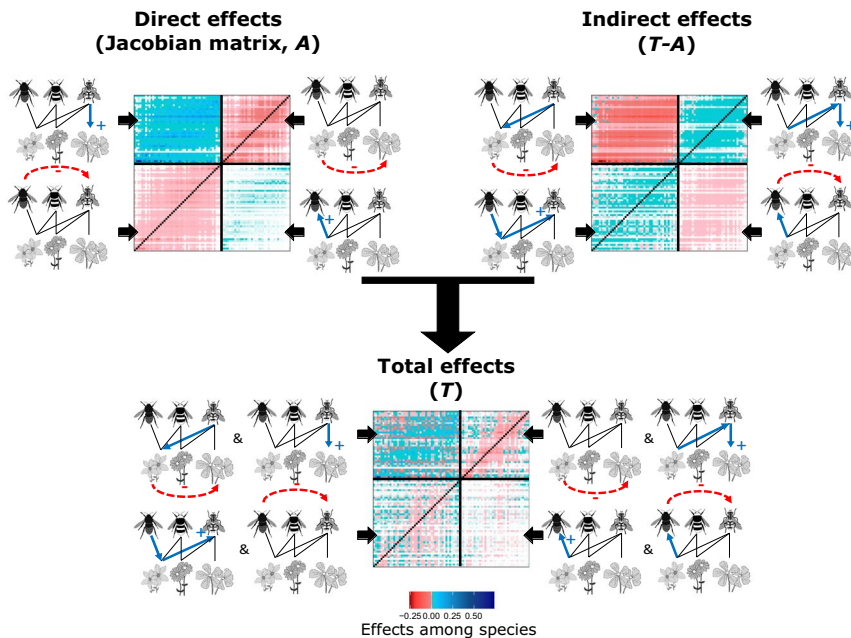 Direct effects
(Jacobian matrix, A)
Indirect effects
(T-A)
+
-
+
-
-
+
+
-
+
Total effects
(T)
&
+
&
+
-
-
-
-
+
&
+
&
−0.25 0.00 0.25 0.50
Effects among species